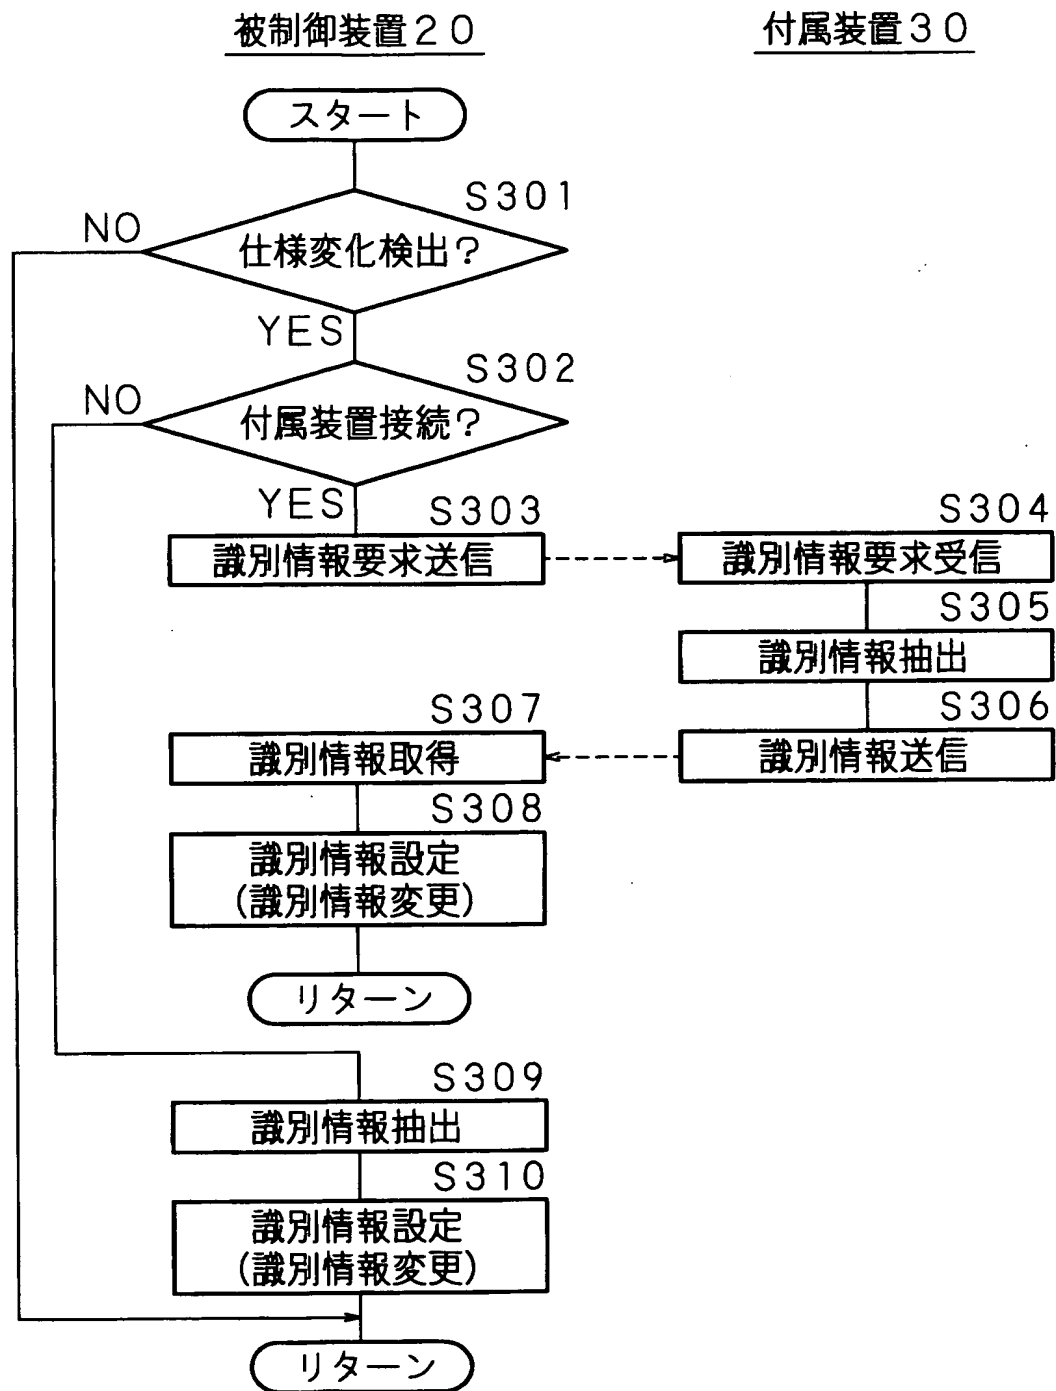 被制御装置20
付属装置30
スタート
S301
NO
仕様変化検出?
YES
S302
NO
付属装置接続?
YES
S303
S304
識別情報要求送信
識別情報要求受信
S305
識別情報抽出
S306
S307
識別情報送信
識別情報取得
S308
識別情報設定
(識別情報変更)
リターン
S309
識別情報抽出
S310
識別情報設定
(識別情報変更)
リターン